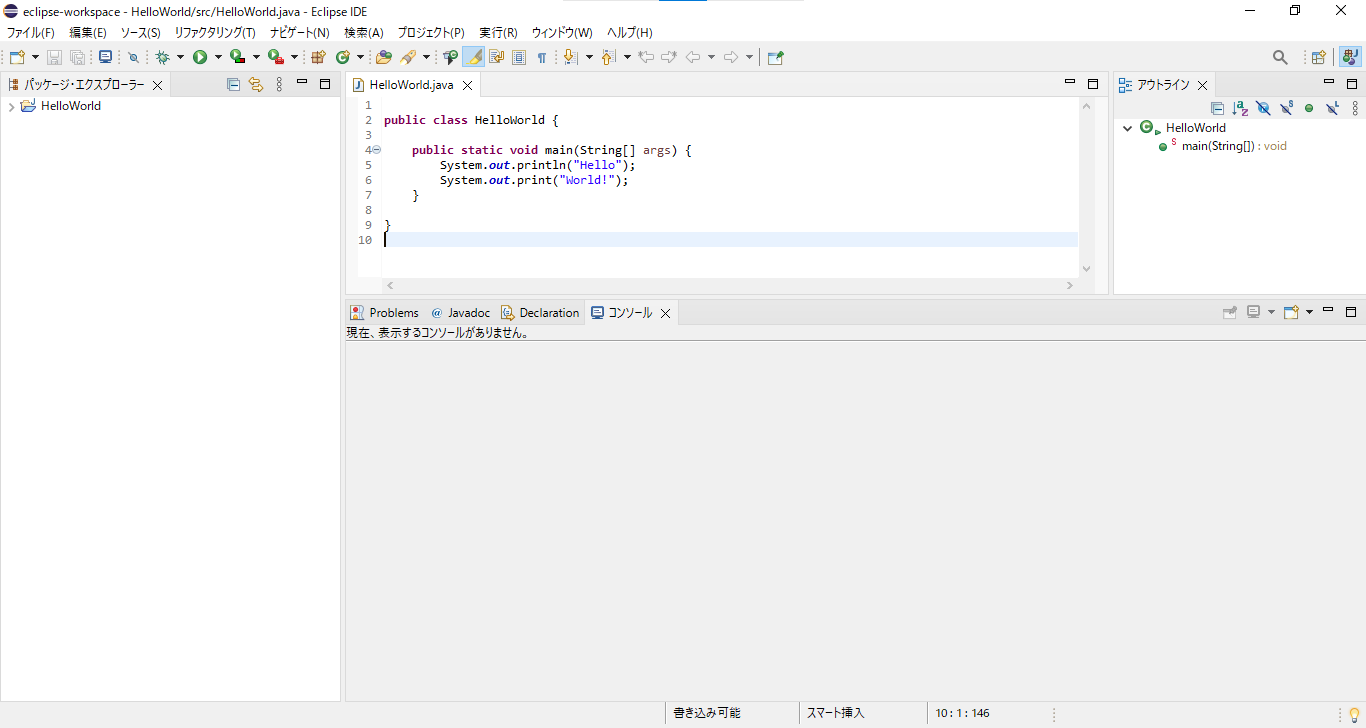 eclipse-workspace - HelloWorld/src/HelloWorld.java - Eclipse IDE
ファイル(F) 編集(E) ソース(S) リファクタリング(T) ナビゲート(N) 検索(A) プロジェクト(P) 実行(R) ウィンドウ(W) ヘルプ(H)
パッケージ・エクスプローラー
HelloWorld
HelloWorld.java
1
2 public class HelloWorld {
3
4     public static void main(String[] args) {
5         System.out.println("Hello");
6         System.out.print("World!");
7     }
8
9 }
10
アウトライン
HelloWorld
main(String[]) : void
Problems @ Javadoc Declaration コンソール
現在、表示するコンソールがありません。
書き込み可能 スマート挿入 10 : 1 : 146